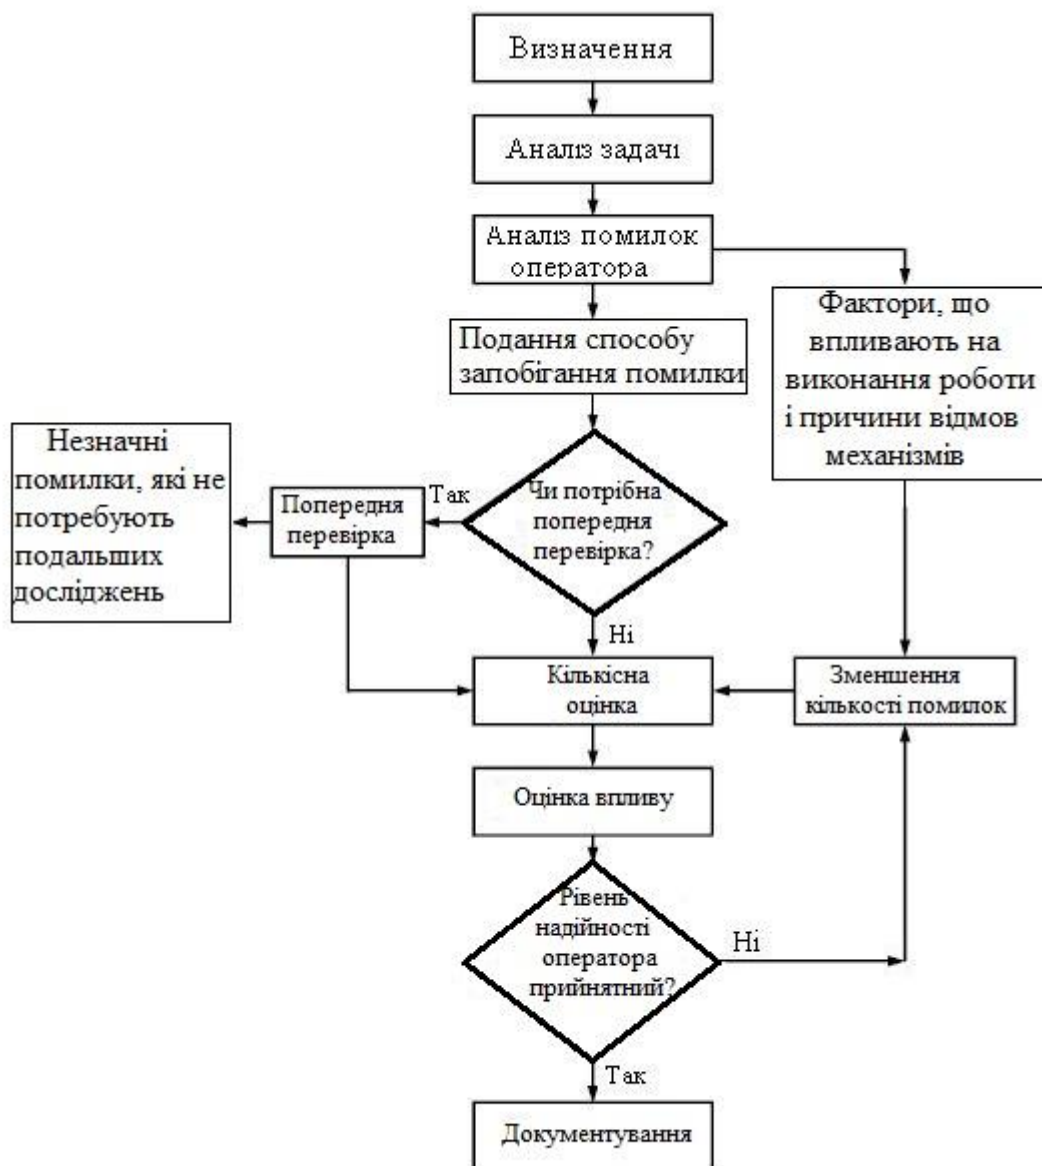 Визначення
Аналіз задачі
Аналіз помилок
оператора
Подання способу
запобігання помилки
Фактори, що
впливають на
виконання роботи
і причини відмов
механізмів
Незначні
помилки, які не
потребують
подальших
досліджень
Попередня
перевірка
Так
Чи потрібна
попередня
перевірка?
Ні
Кількісна
оцінка
Зменшення
кількості помилок
Оцінка впливу
Рівень
надійності
оператора
прийнятний?
Ні
Так
Документування